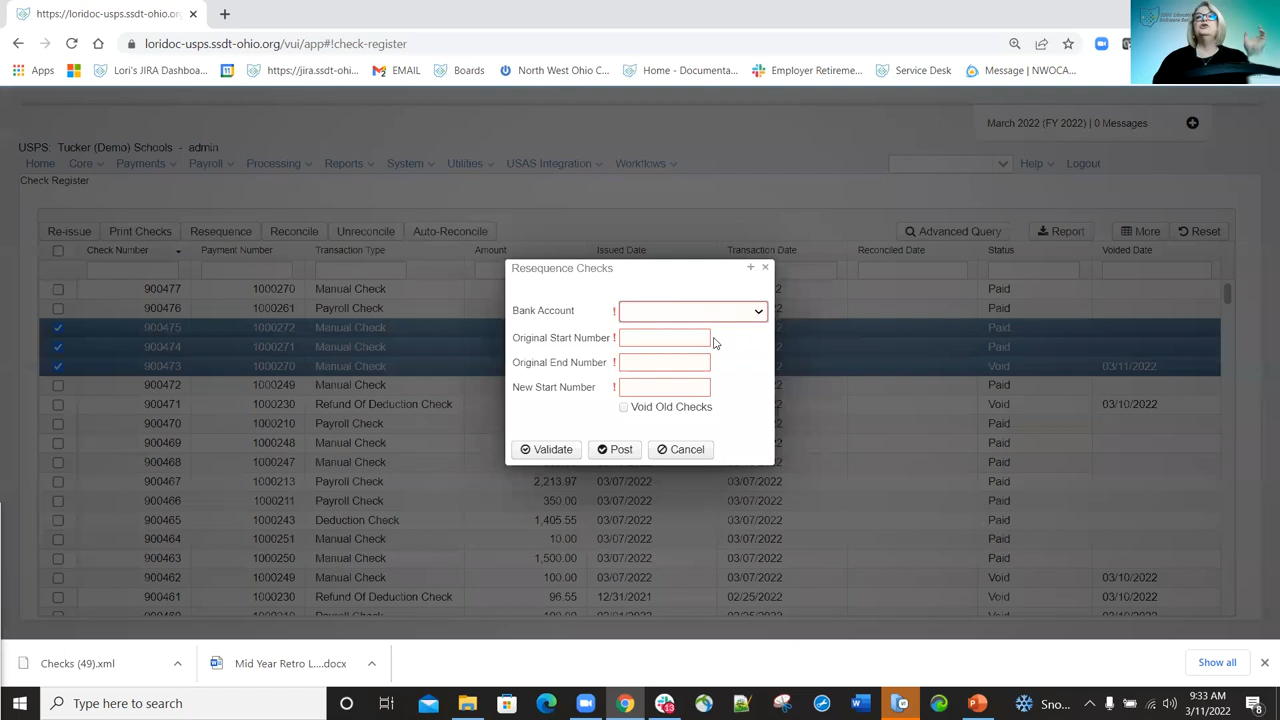 https://loridoc-usps.ssdt-ohio.org
loridoc-usps.ssdt-ohio.org/vui/app#!check-register
Apps Lori's JIRA Dashboa... https://jira.ssdt-ohi... EMAIL Boards North West Ohio C... Home - Documenta... Employer Retireme... Service Desk Message | NWOCA...
March 2022 (FY 2022) | 0 Messages
USPS: Tucker (Demo) Schools - admin
Home Core Payments Payroll Processing Reports System Utilities USAS Integration Workflows Help Logout
Check Register
Re-issue Print Checks Resequence Reconcile Unreconcile Auto-Reconcile Advanced Query Report More Reset
Check Number Payment Number Transaction Type Amount Issued Date Transaction Date Reconciled Date Status Voided Date
Resequence Checks
Bank Account !
Original Start Number !
Original End Number !
New Start Number !
Void Old Checks
Validate Post Cancel
900477 1000270 Manual Check Paid
900476 1000261 Payroll Check Paid
900475 1000272 Manual Check Paid
900474 1000271 Manual Check Paid
900473 1000270 Manual Check Void 03/11/2022
900472 1000249 Manual Check Void
900471 1000230 Refund Of Deduction Check Void 03/10/2022
900470 1000210 Payroll Check Paid
900469 1000248 Manual Check Paid
900468 1000247 Manual Check Paid
900467 1000213 Payroll Check 2,213.97 03/07/2022 03/07/2022 Paid
900466 1000211 Payroll Check 350.00 03/07/2022 03/07/2022 Paid
900465 1000243 Deduction Check 1,405.55 03/07/2022 03/07/2022 Paid
900464 1000251 Manual Check 10.00 03/07/2022 03/07/2022 Paid
900463 1000250 Manual Check 1,500.00 03/07/2022 03/07/2022 Paid
900462 1000249 Manual Check 100.00 03/07/2022 03/07/2022 Void 03/10/2022
900461 1000230 Refund Of Deduction Check 96.55 12/31/2021 02/25/2022 Void 03/10/2022
Checks (49).xml Mid Year Retro L....docx Show all
Type here to search Sno... 9:33 AM
3/11/2022